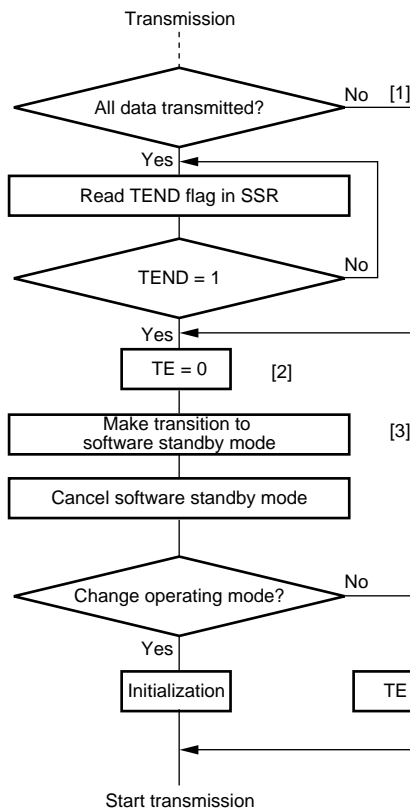 Transmission
All data transmitted?
No [1]
Yes
Read TEND flag in SSR
TEND = 1
No
Yes
TE = 0 [2]
Make transition to
software standby mode
[3]
Cancel software standby mode
Change operating mode?
No
Yes
Initialization
TE
Start transmission